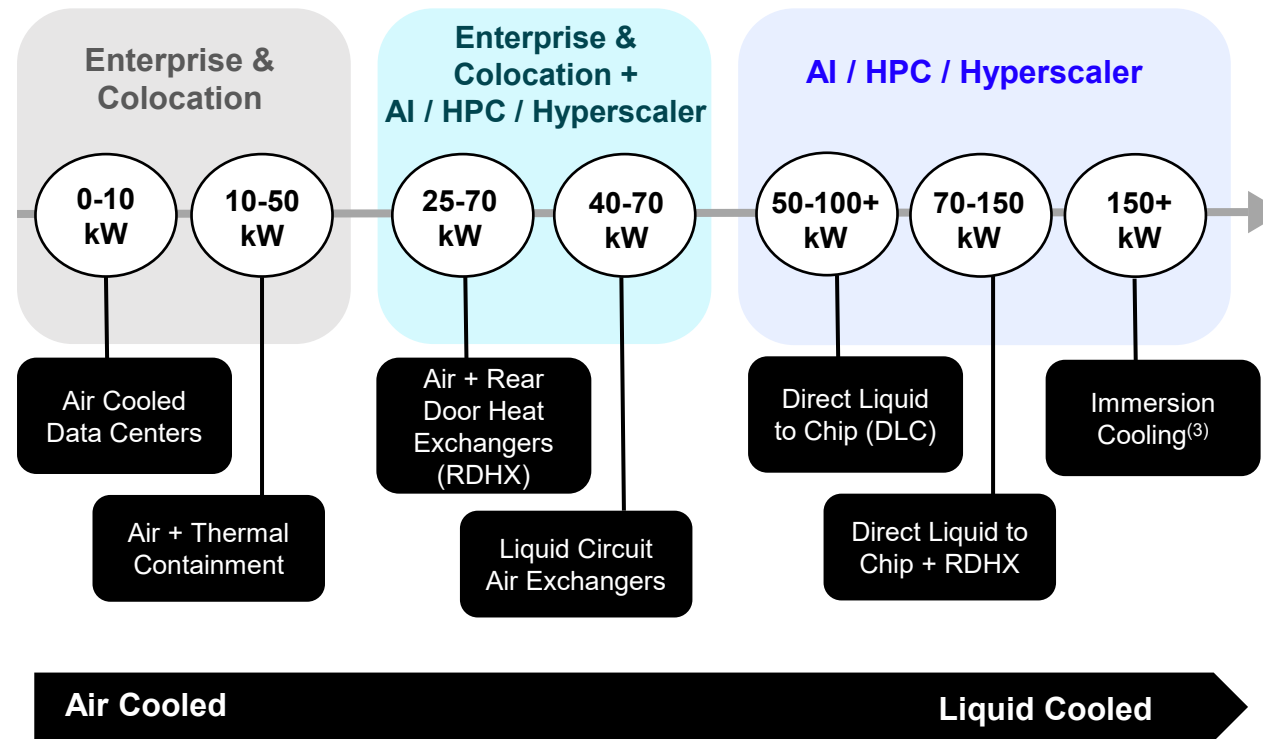 Enterprise &
Colocation
Enterprise &
Colocation +
AI / HPC / Hyperscaler
AI / HPC / Hyperscaler
0-10
kW
10-50
kW
25-70
kW
40-70
kW
50-100+
kW
70-150
kW
150+
kW
Air Cooled
Data Centers
Air + Thermal
Containment
Air + Rear
Door Heat
Exchangers
(RDHX)
Liquid Circuit
Air Exchangers
Direct Liquid
to Chip (DLC)
Direct Liquid to
Chip + RDHX
Immersion
Cooling(3)
Air Cooled
Liquid Cooled